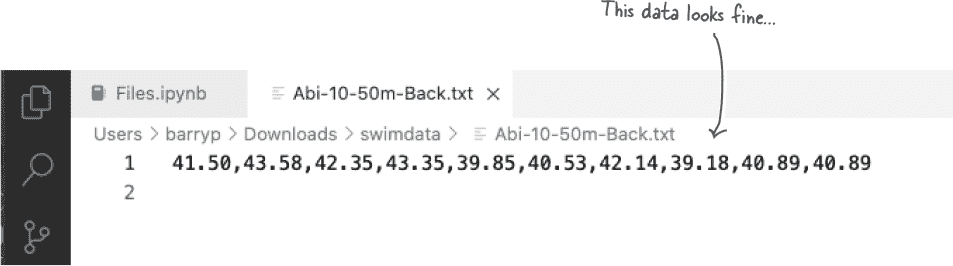 This data looks fine...
Files.ipynb Abi-10-50m-Back.txt ×
Users > barryp > Downloads > swimdata > Abi-10-50m-Back.txt
1 41.50,43.58,42.35,43.35,39.85,40.53,42.14,39.18,40.89,40.89
2